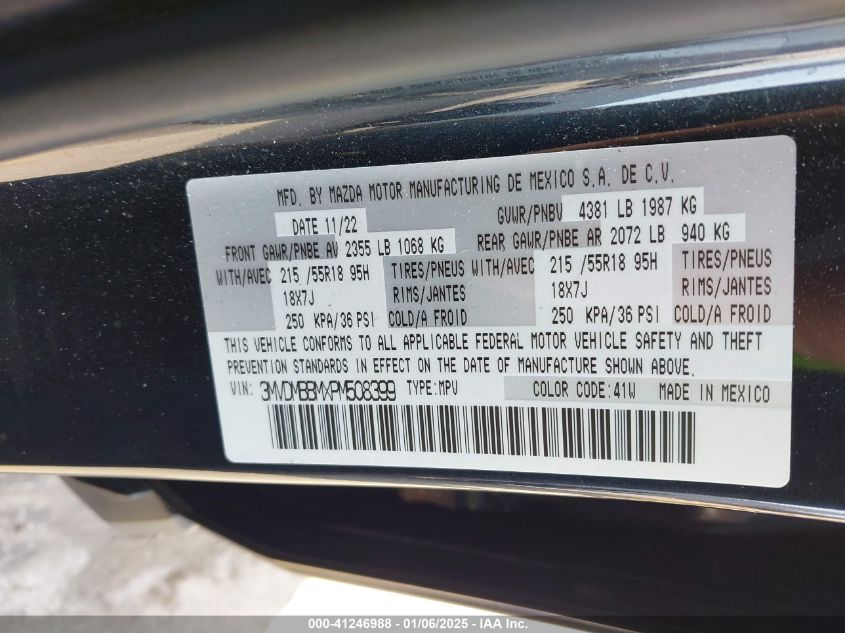 MFD. BY MAZDA MOTOR MANUFACTURING DE MEXICO S.A. DE C.V.
DATE 11/22 GVWR/PNBV 4381 LB 1987 KG
FRONT GAWR/PNBE AV 2355 LB 1068 KG REAR GAWR/PNBE AR 2072 LB 940 KG
WITH/AVEC 215 /55R18 95H TIRES/PNEUS WITH/AVEC 215 /55R18 95H TIRES/PNEUS
18X7J RIMS/JANTES 18X7J RIMS/JANTES
250 KPA/36 PSI COLD/A FROID 250 KPA/36 PSI COLD/A FROID
THIS VEHICLE CONFORMS TO ALL APPLICABLE FEDERAL MOTOR VEHICLE SAFETY AND THEFT
PREVENTION STANDARDS IN EFFECT ON THE DATE OF MANUFACTURE SHOWN ABOVE.
VIN: 3MVDMBBMXPM508399 TYPE:MPV COLOR CODE:41W MADE IN MEXICO
000-41246988 - 01/06/2025 - © IAA, Inc.